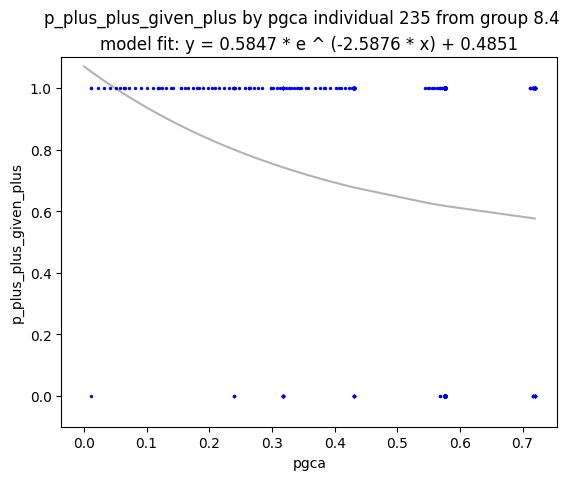 p_plus_plus_given_plus by pgca individual 235 from group 8.4
model fit: y = 0.5847 * e ^ (-2.5876 * x) + 0.4851
p_plus_plus_given_plus
1.0
0.8
0.6
0.4
0.2
0.0
0.0 0.1 0.2 0.3 0.4 0.5 0.6 0.7
pgca